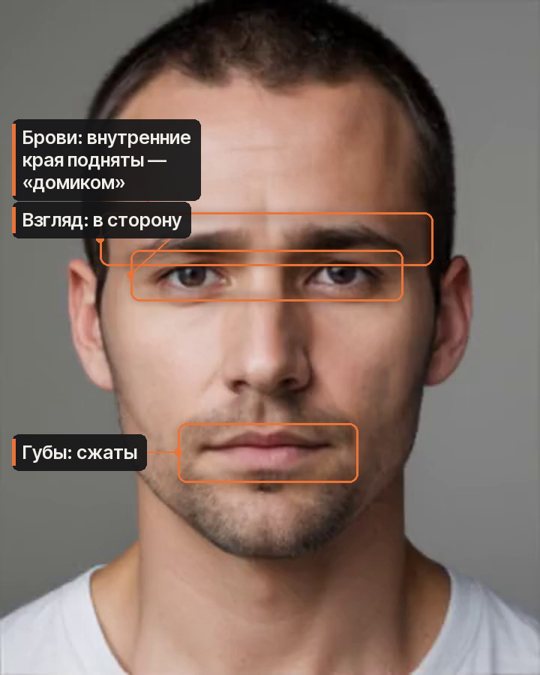 Брови: внутренние
края подняты —
«домиком»
Взгляд: в сторону
Губы: сжаты